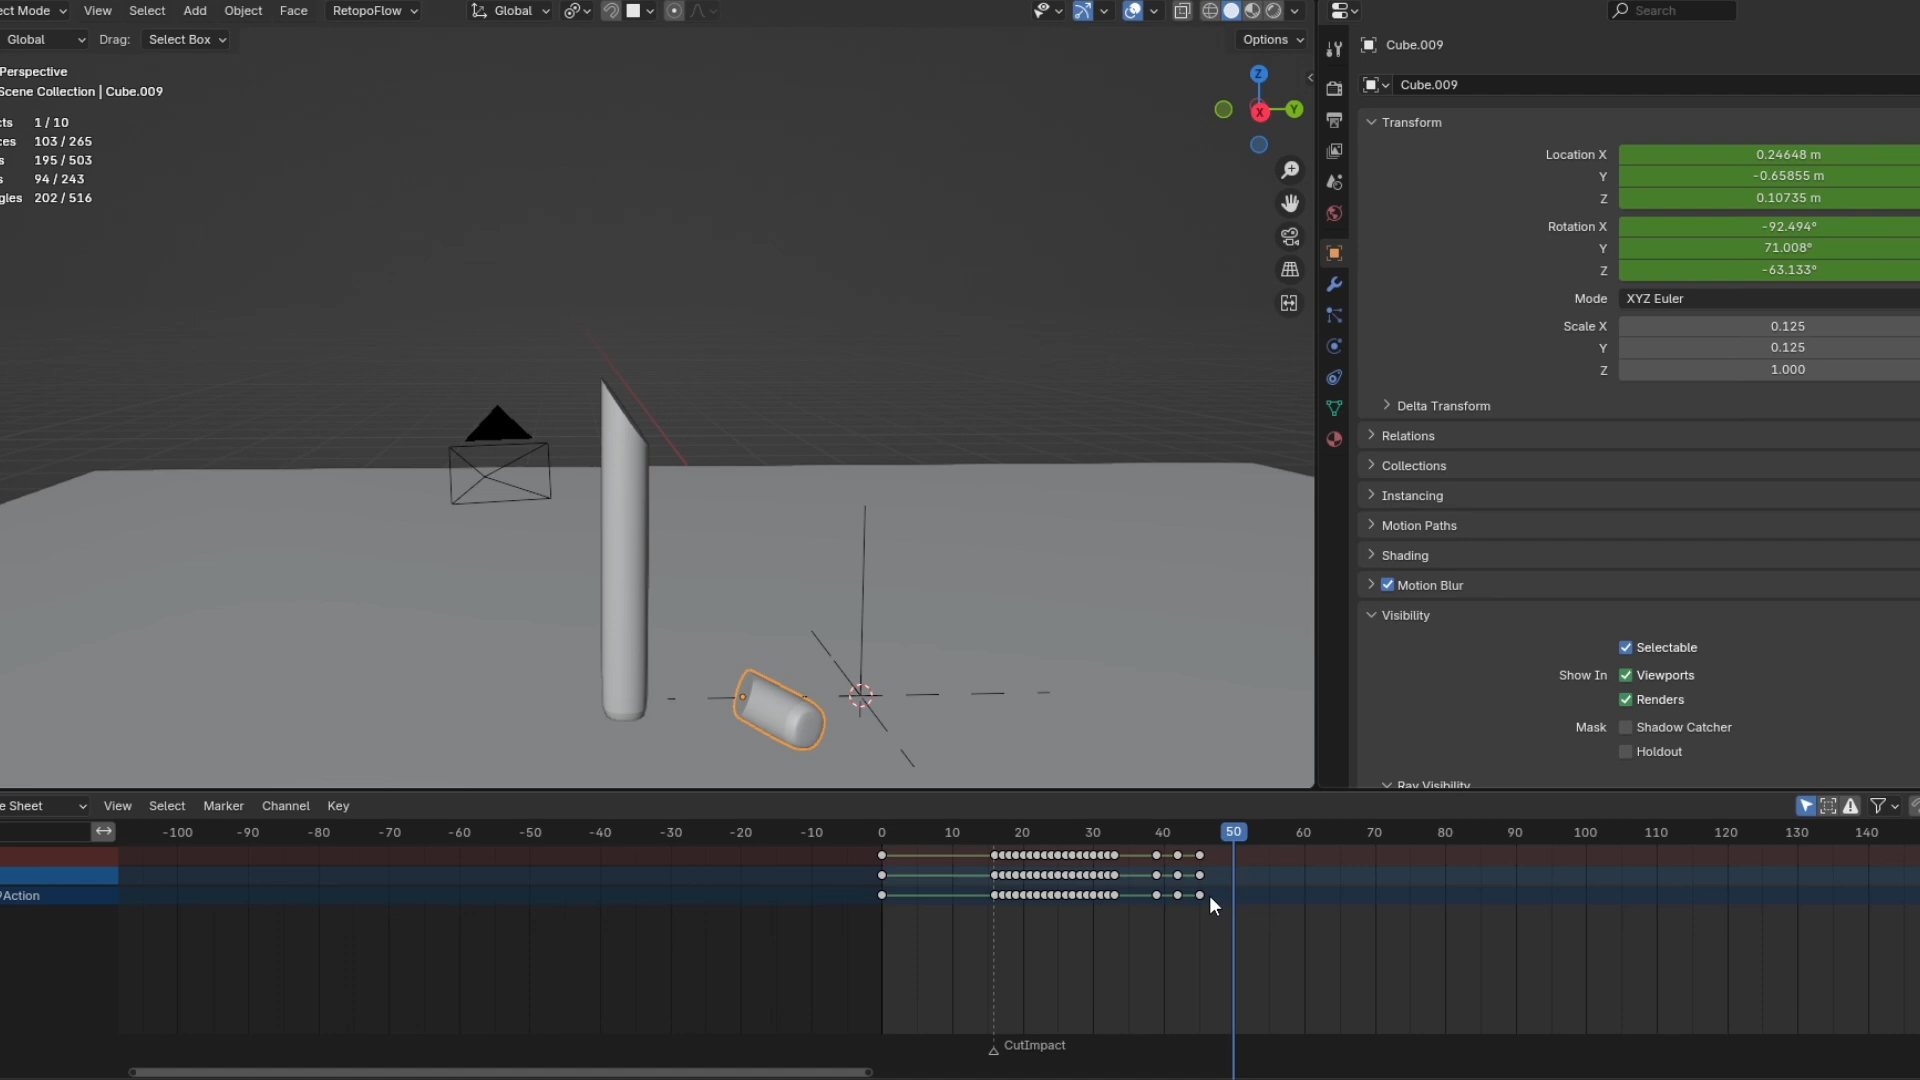 ect Mode View Select Add Object Face RetopoFlow Global Search
Global Drag: Select Box Options
Perspective
Scene Collection | Cube.009
cts 1 / 10
ces 103 / 265
s 195 / 503
s 94 / 243
gles 202 / 516
Z
Y
X
Cube.009
Cube.009
Transform
Location X 0.24648 m
Y -0.65855 m
Z 0.10735 m
Rotation X -92.494°
Y 71.008°
Z -63.133°
Mode XYZ Euler
Scale X 0.125
Y 0.125
Z 1.000
Delta Transform
Relations
Collections
Instancing
Motion Paths
Shading
Motion Blur
Visibility
Selectable
Show In Viewports
Renders
Mask Shadow Catcher
Holdout
Ray Visibility
e Sheet View Select Marker Channel Key
-100 -90 -80 -70 -60 -50 -40 -30 -20 -10 0 10 20 30 40 50 60 70 80 90 100 110 120 130 140
Action
CutImpact